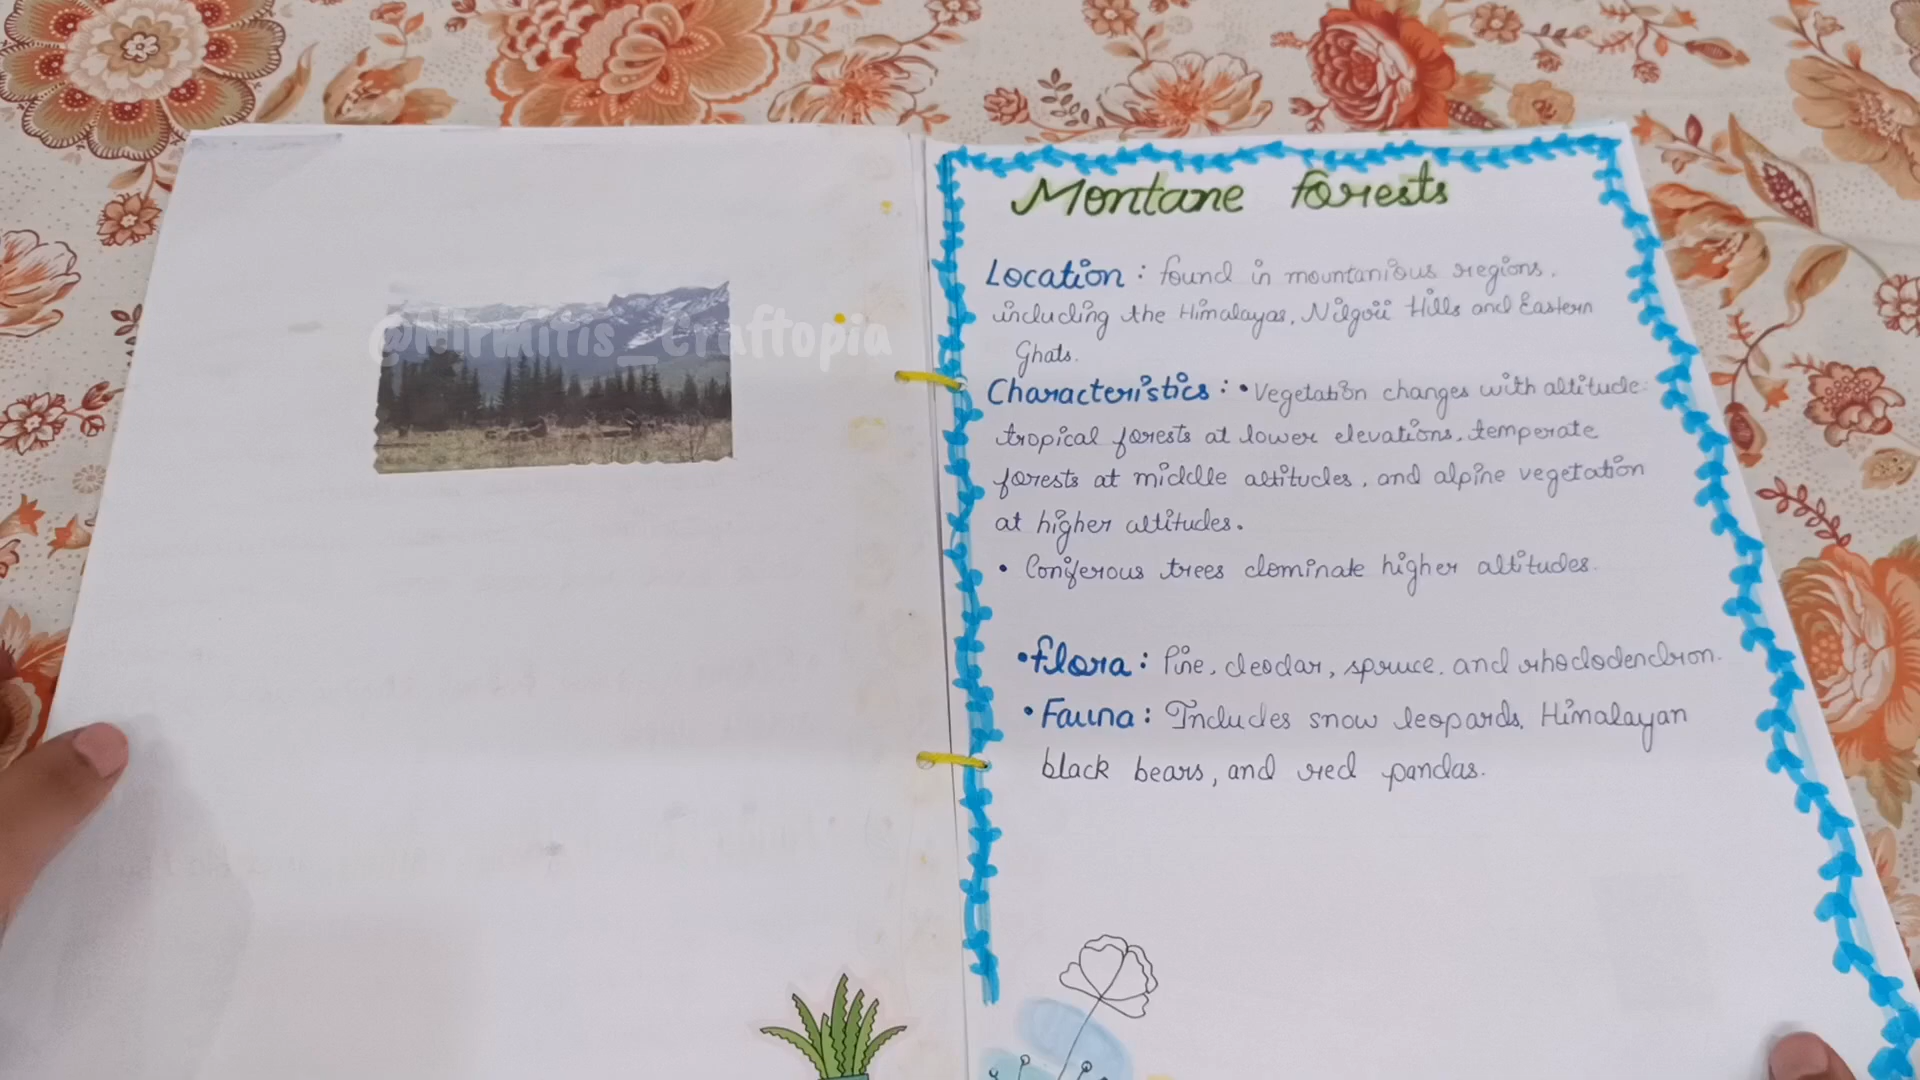 @Nirmitis_Craftopia
Montane forests
Location : found in mountanious regions,
including the Himalayas, Nilgiri Hills and Eastern
Ghats.
Characteristics : • Vegetation changes with altitude:
tropical forests at lower elevations, temperate
forests at middle altitudes, and alpine vegetation
at higher altitudes.
• Coniferous trees dominate higher altitudes.
• flora : Pine, deodar, spruce, and rhododendron.
• Fauna : Includes snow leopards, Himalayan
black bears, and red pandas.